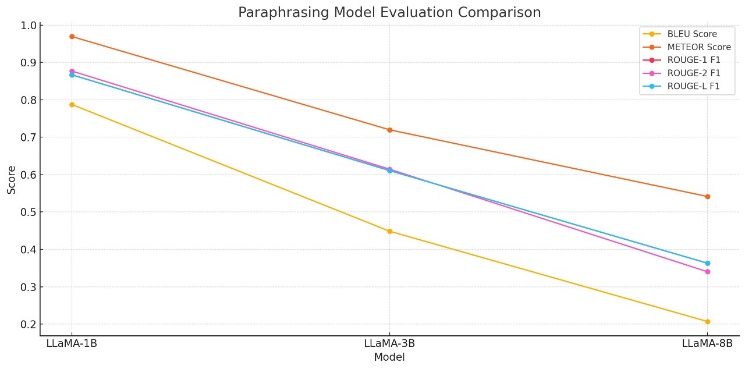 Paraphrasing Model Evaluation Comparison
1.0
0.9
0.8
0.7
0.6
0.5
0.4
0.3
0.2
Score
BLEU Score
METEOR Score
ROUGE-1 F1
ROUGE-2 F1
ROUGE-L F1
LLaMA-1B LLaMA-3B LLaMA-8B
Model